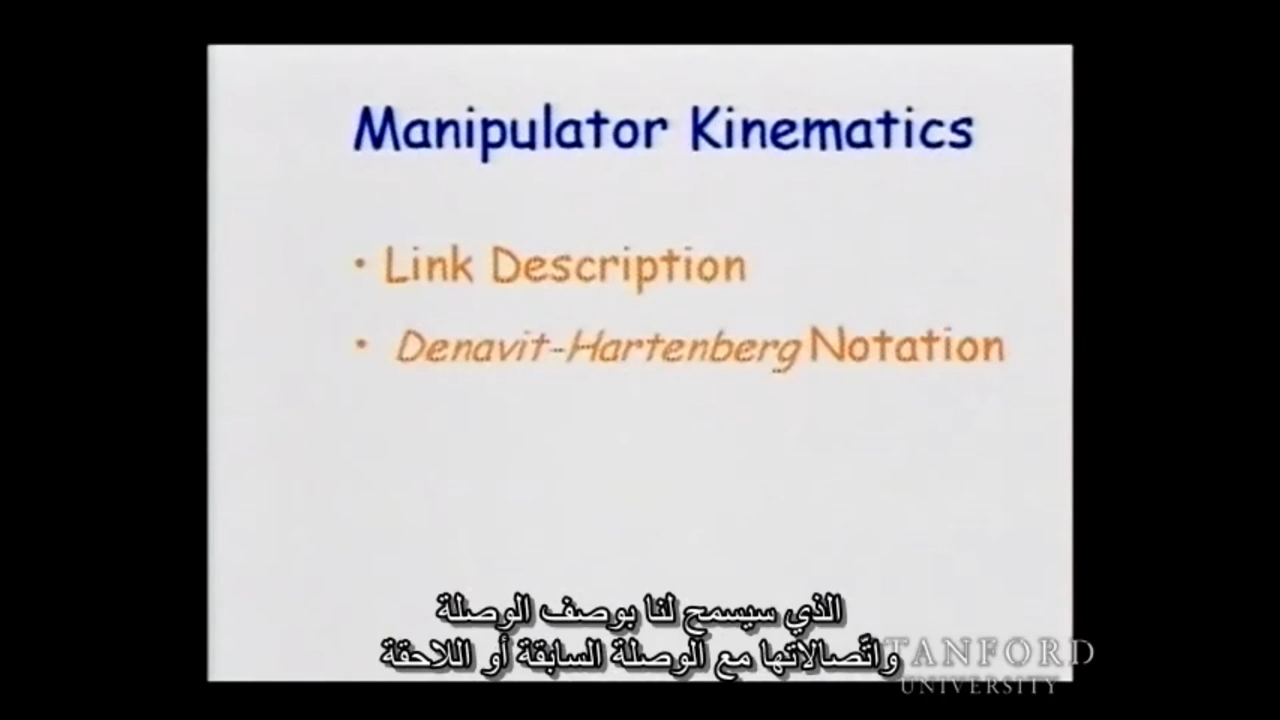 Manipulator Kinematics
• Link Description
• Denavit-Hartenberg Notation
الذي سيسمح لنا بوصف الوصلة
واتّصالاتها مع الوصلة السابقة أو اللاحقة
TANFORD
UNIVERSITY